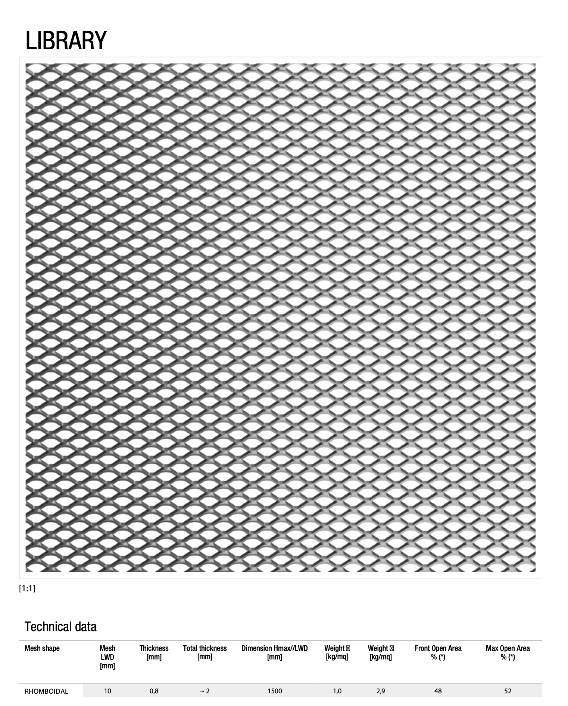 LIBRARY
[1:1]
Technical data
Mesh shape Mesh LWD [mm] Thickness [mm] Total thickness [mm] Dimension Hmax//LWD [mm] Weight [kg/mq] Weight [kg/mq] Front Open Area % (*) Max Open Area % (*)
RHOMBOIDAL 10 0,8 ~ 2 1500 1,0 2,9 48 52